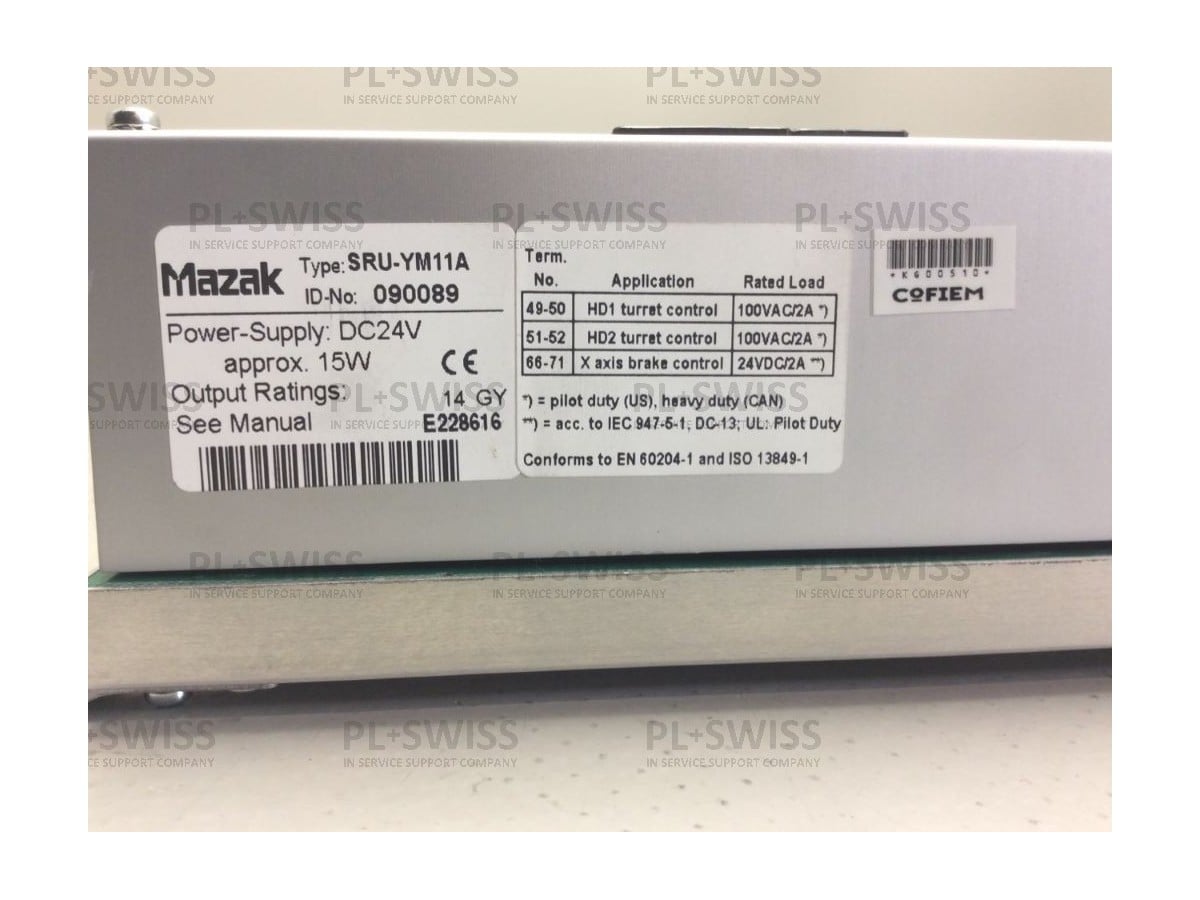 PL+SWISS
IN SERVICE SUPPORT COMPANY
Mazak
Type: SRU-YM11A
ID-No: 090089
Power-Supply: DC24V
approx. 15W
CE
Output Ratings:
14 GY
See Manual
E228616
Term.
No. Application Rated Load
49-50 HD1 turret control 100VAC/2A *)
51-52 HD2 turret control 100VAC/2A *)
66-71 X axis brake control 24VDC/2A **)
*) = pilot duty (US), heavy duty (CAN)
**) = acc. to IEC 947-5-1; DC-13; UL: Pilot Duty
Conforms to EN 60204-1 and ISO 13849-1
*KG00510*
COFIEM